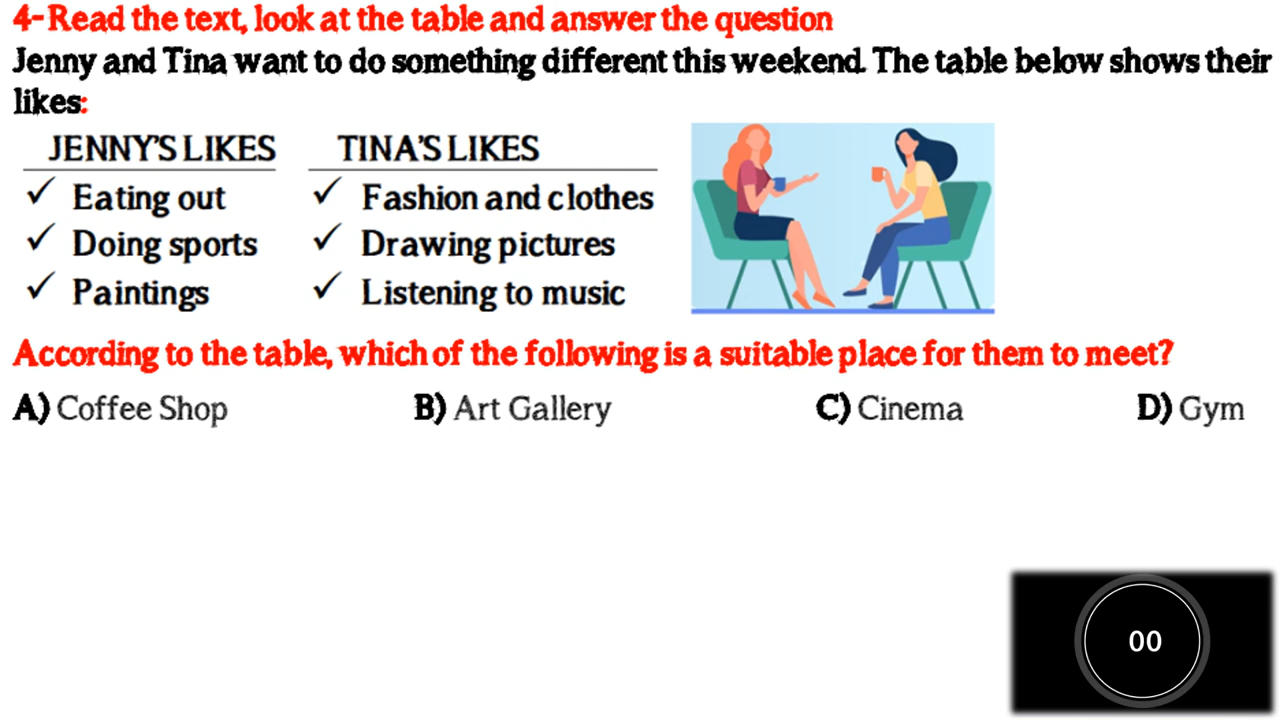 4-Read the text, look at the table and answer the question
Jenny and Tina want to do something different this weekend. The table below shows their
likes:
JENNY'S LIKES
✓ Eating out
✓ Doing sports
✓ Paintings
TINA'S LIKES
✓ Fashion and clothes
✓ Drawing pictures
✓ Listening to music
According to the table, which of the following is a suitable place for them to meet?
A) Coffee Shop B) Art Gallery C) Cinema D) Gym
00